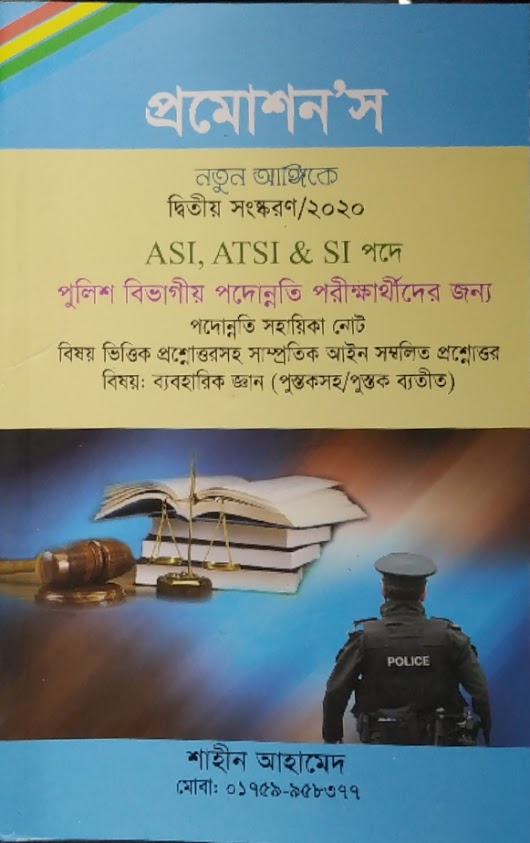 প্রমোশন'স
নতুন আঙ্গিকে
দ্বিতীয় সংস্করণ/২০২০
ASI, ATSI & SI পদে
পুলিশ বিভাগীয় পদোন্নতি পরীক্ষার্থীদের জন্য
পদোন্নতি সহায়িকা নোট
বিষয় ভিত্তিক প্রশ্নোত্তরসহ সাম্প্রতিক আইন সম্বলিত প্রশ্নোত্তর
বিষয়: ব্যবহারিক জ্ঞান (পুস্তকসহ/পুস্তক ব্যতীত)
POLICE
শাহীন আহামেদ
মোবা: ০১৭৫৯-৯৫৮৩৭৭